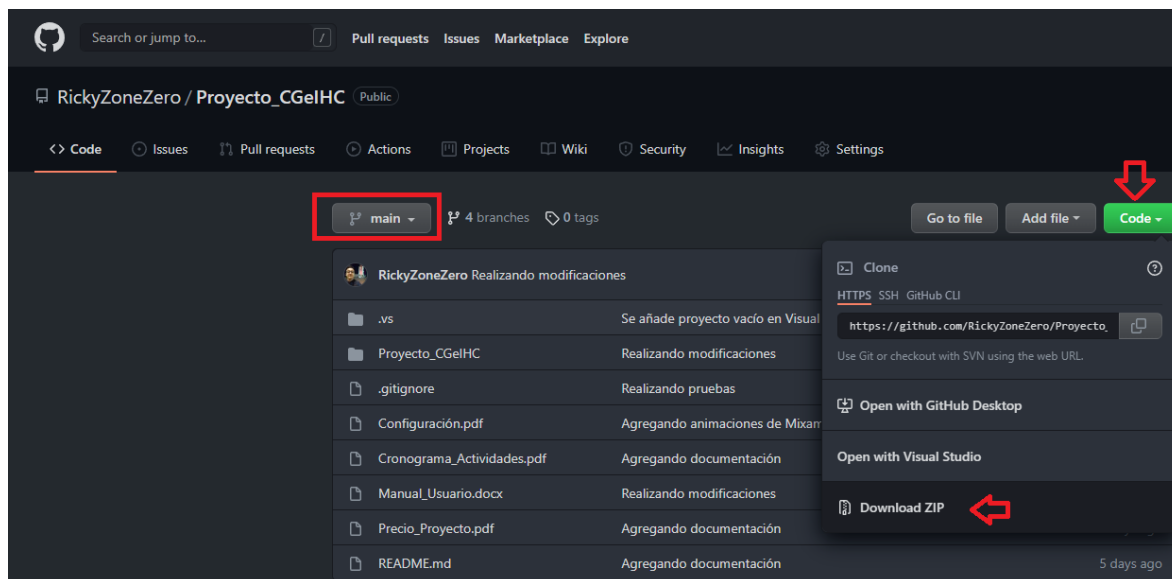 Search or jump to... / Pull requests Issues Marketplace Explore
RickyZoneZero / Proyecto_CGeIHC Public
<> Code Issues Pull requests Actions Projects Wiki Security Insights Settings
main 4 branches 0 tags Go to file Add file Code
RickyZoneZero Realizando modificaciones
.vs Se añade proyecto vacío en Visual
Proyecto_CGeIHC Realizando modificaciones
.gitignore Realizando pruebas
Configuración.pdf Agregando animaciones de Mixam
Cronograma_Actividades.pdf Agregando documentación
Manual_Usuario.docx Realizando modificaciones
Precio_Proyecto.pdf Agregando documentación
README.md Agregando documentación 5 days ago
Clone
HTTPS SSH GitHub CLI
https://github.com/RickyZoneZero/Proyecto_
Use Git or checkout with SVN using the web URL.
Open with GitHub Desktop
Open with Visual Studio
Download ZIP